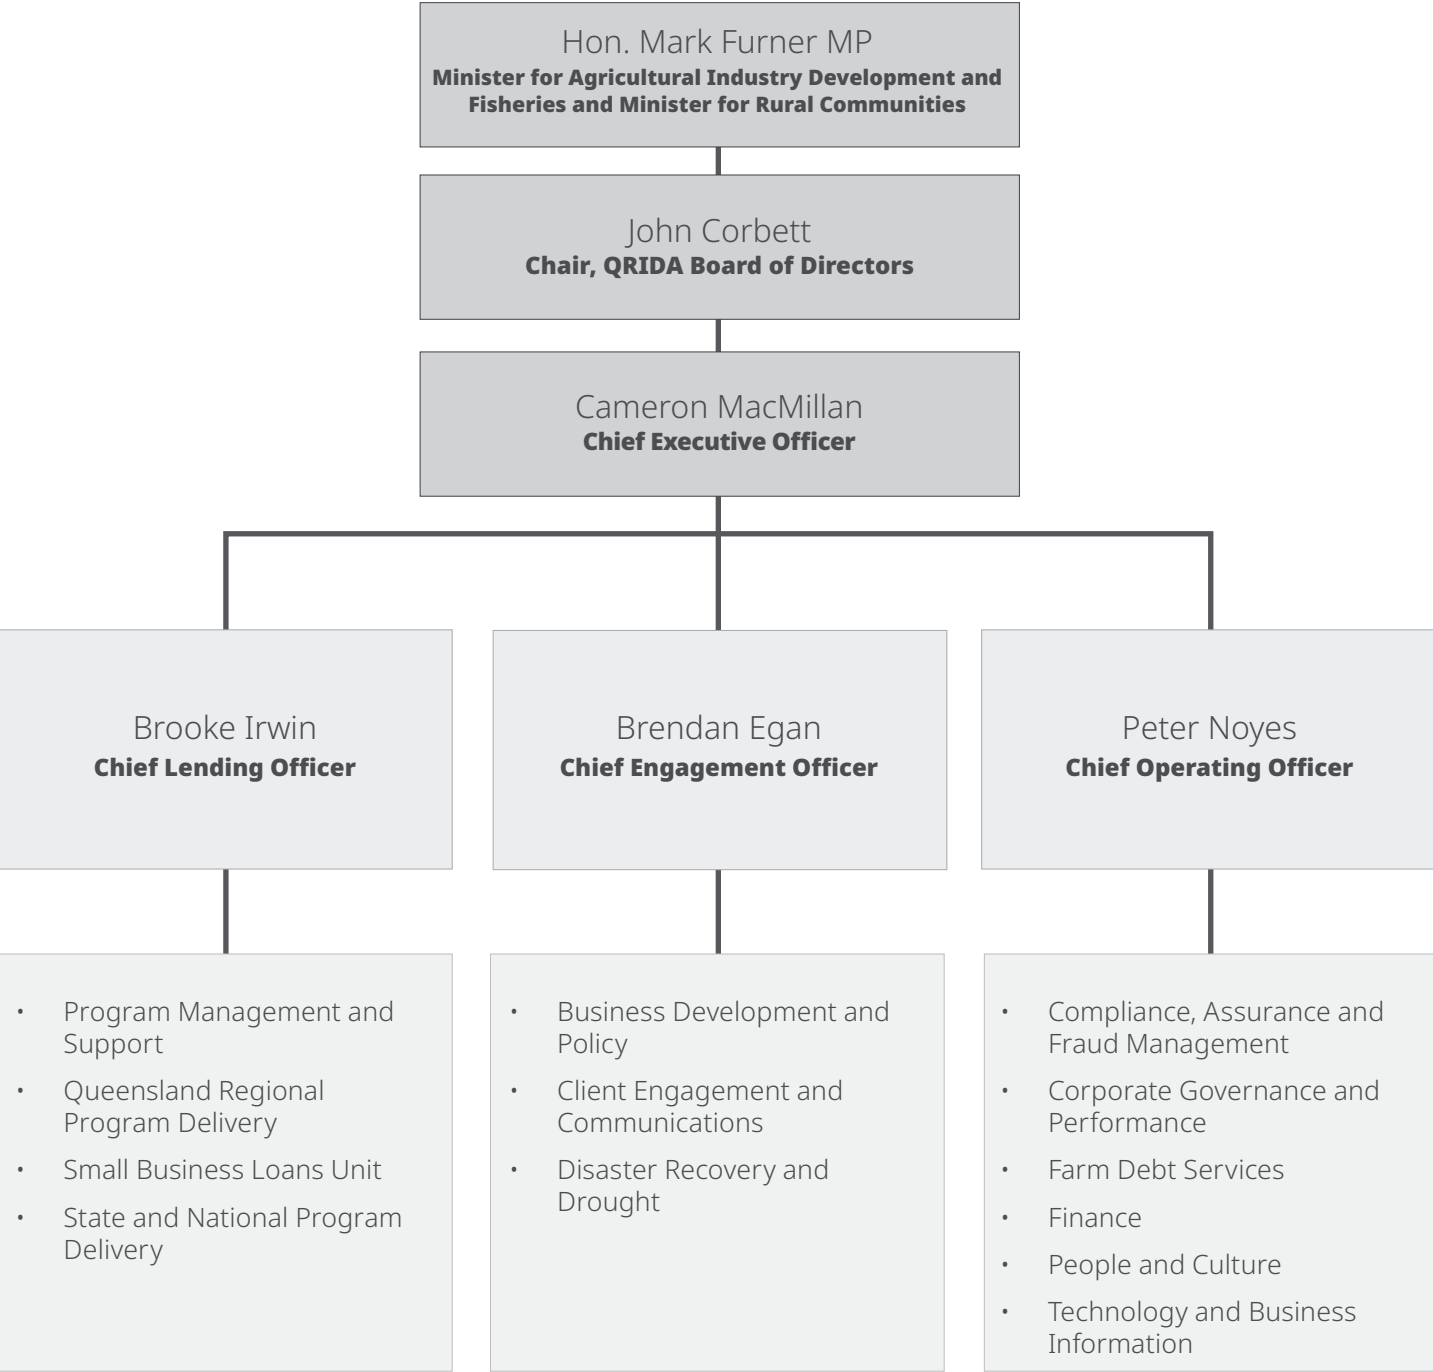 Hon. Mark Furner MP
Minister for Agricultural Industry Development and
Fisheries and Minister for Rural Communities
John Corbett
Chair, QRIDA Board of Directors
Cameron MacMillan
Chief Executive Officer
Brooke Irwin
Chief Lending Officer
Brendan Egan
Chief Engagement Officer
Peter Noyes
Chief Operating Officer
• Program Management and
Support
• Queensland Regional
Program Delivery
• Small Business Loans Unit
• State and National Program
Delivery
• Business Development and
Policy
• Client Engagement and
Communications
• Disaster Recovery and
Drought
• Compliance, Assurance and
Fraud Management
• Corporate Governance and
Performance
• Farm Debt Services
• Finance
• People and Culture
• Technology and Business
Information